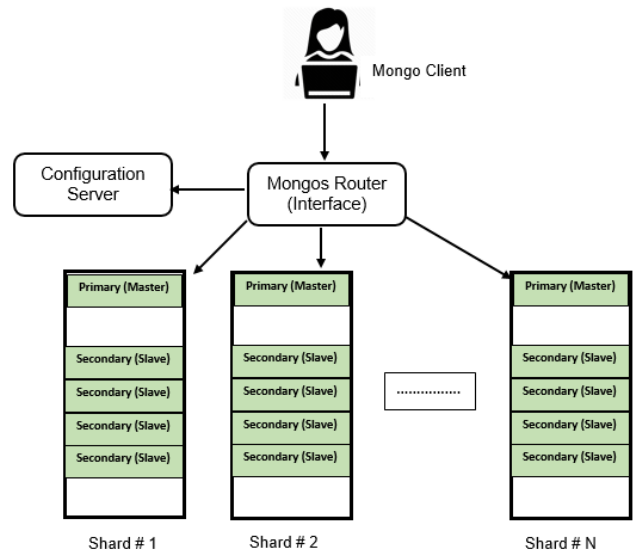 Mongo Client
Configuration
Server
Mongos Router
(Interface)
Primary (Master)
Secondary (Slave)
Secondary (Slave)
Secondary (Slave)
Secondary (Slave)
Shard # 1
Primary (Master)
Secondary (Slave)
Secondary (Slave)
Secondary (Slave)
Secondary (Slave)
Shard # 2
................
Primary (Master)
Secondary (Slave)
Secondary (Slave)
Secondary (Slave)
Secondary (Slave)
Shard # N